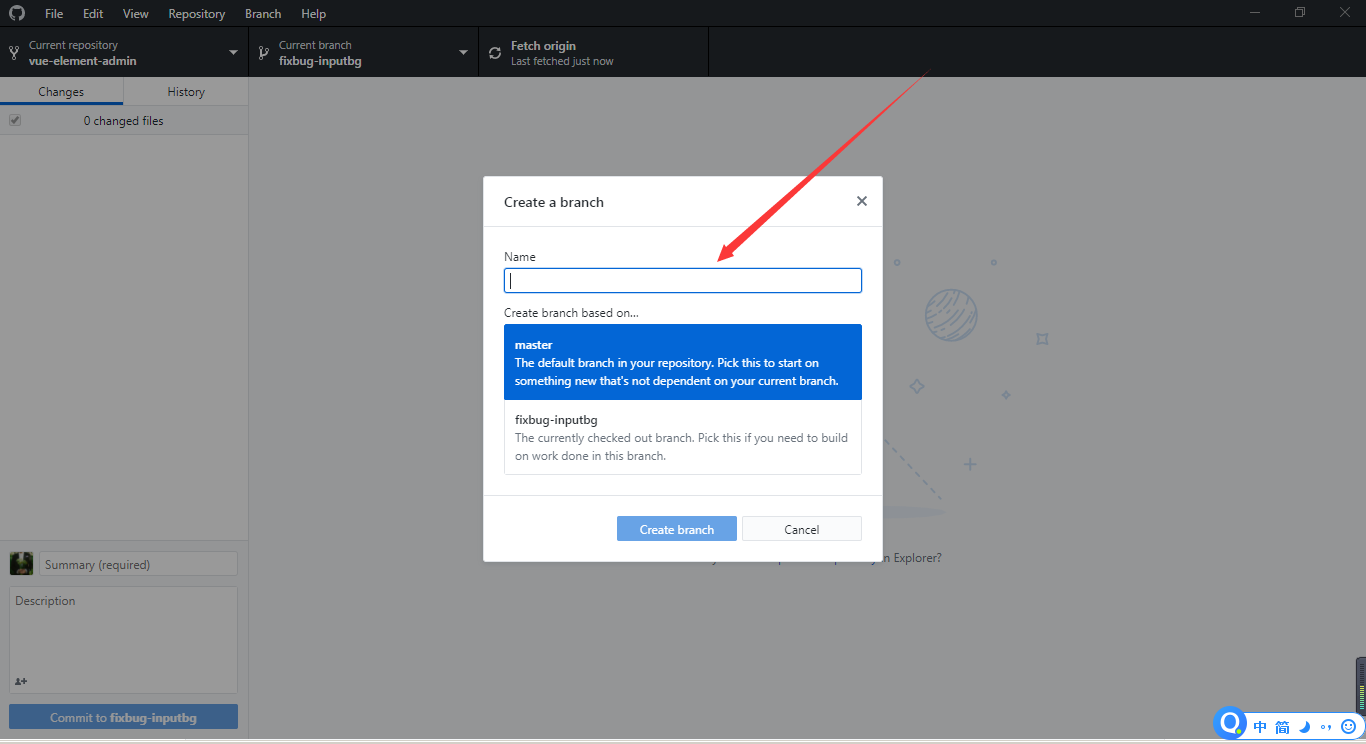 File Edit View Repository Branch Help
Current repository
vue-element-admin
Current branch
fixbug-inputbg
Fetch origin
Last fetched just now
Changes
History
0 changed files
Create a branch
Name
Create branch based on...
master
The default branch in your repository. Pick this to start on
something new that's not dependent on your current branch.
fixbug-inputbg
The currently checked out branch. Pick this if you need to build
on work done in this branch.
Create branch
Cancel
n Explorer?
Summary (required)
Description
Commit to fixbug-inputbg
中 简